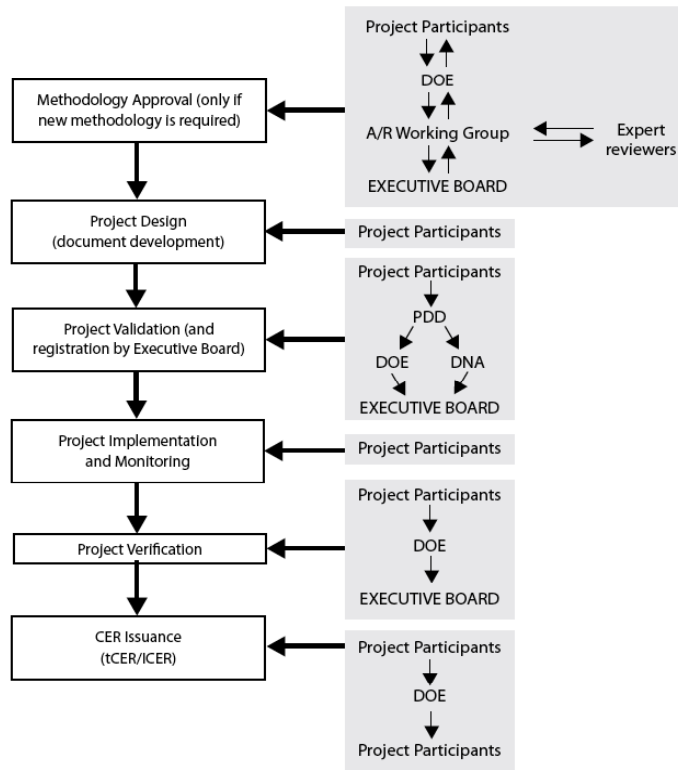 Project Participants
DOE
A/R Working Group
Expert
reviewers
EXECUTIVE BOARD
Methodology Approval (only if
new methodology is required)
Project Design
(document development)
Project Participants
Project Validation (and
registration by Executive Board)
Project Participants
PDD
DOE DNA
EXECUTIVE BOARD
Project Implementation
and Monitoring
Project Participants
Project Verification
Project Participants
DOE
EXECUTIVE BOARD
CER Issuance
(tCER/lCER)
Project Participants
DOE
Project Participants